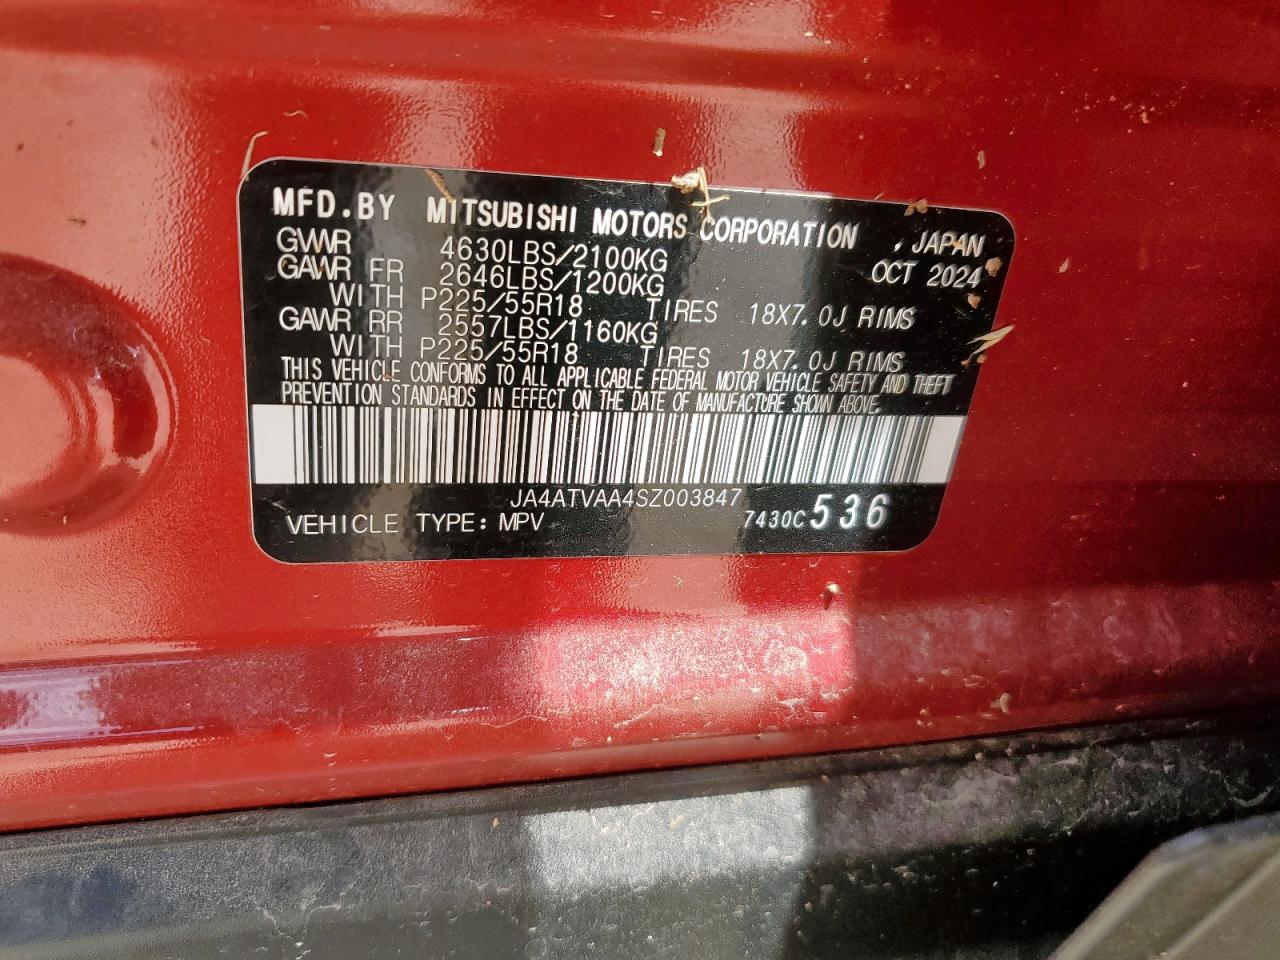 MFD.BY MITSUBISHI MOTORS CORPORATION , JAPAN
GVWR 4630LBS/2100KG OCT 2024
GAWR FR 2646LBS/1200KG
WITH P225/55R18 TIRES 18X7.0J RIMS
GAWR RR 2557LBS/1160KG
WITH P225/55R18 TIRES 18X7.0J RIMS
THIS VEHICLE CONFORMS TO ALL APPLICABLE FEDERAL MOTOR VEHICLE SAFETY AND THEFT
PREVENTION STANDARDS IN EFFECT ON THE DATE OF MANUFACTURE SHOWN ABOVE.
JA4ATVAA4SZ003847
VEHICLE TYPE: MPV 7430C 536